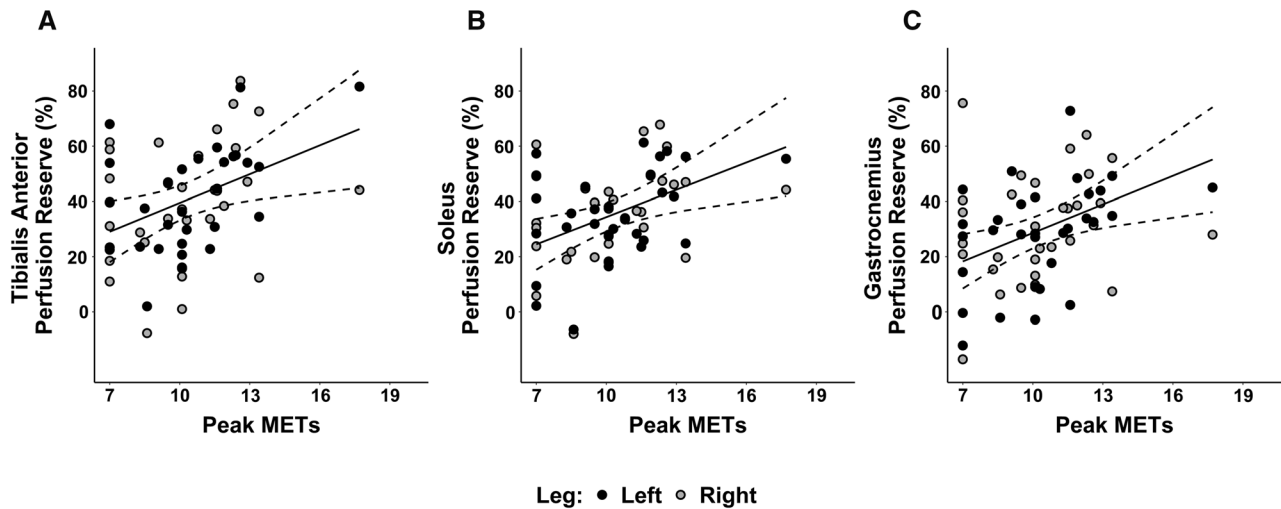 A
Tibialis Anterior
Perfusion Reserve (%)
80
60
40
20
0
7
10
13
16
19
Peak METs
B
Soleus
Perfusion Reserve (%)
80
60
40
20
0
7
10
13
16
19
Peak METs
C
Gastrocnemius
Perfusion Reserve (%)
80
60
40
20
0
7
10
13
16
19
Peak METs
Leg: Left Right